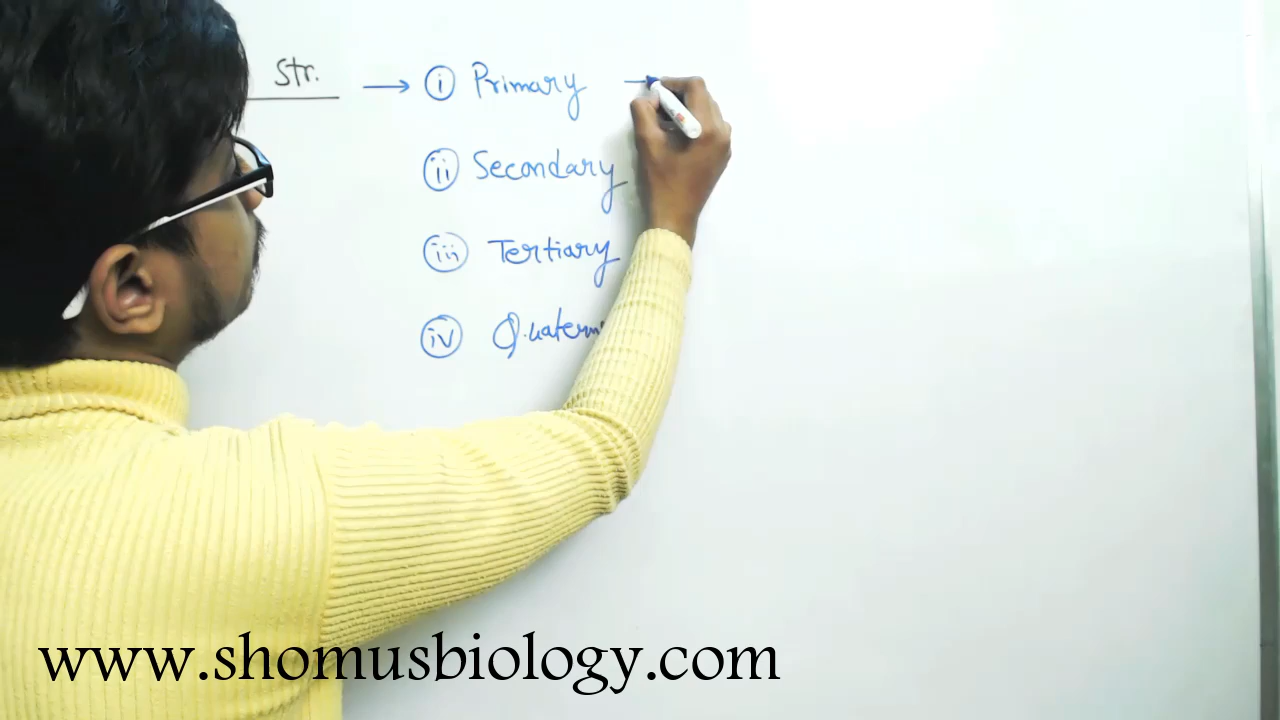 Str. → (i) Primary →
(ii) Secondary
(iii) Tertiary
(iv)
www.shomusbiology.com